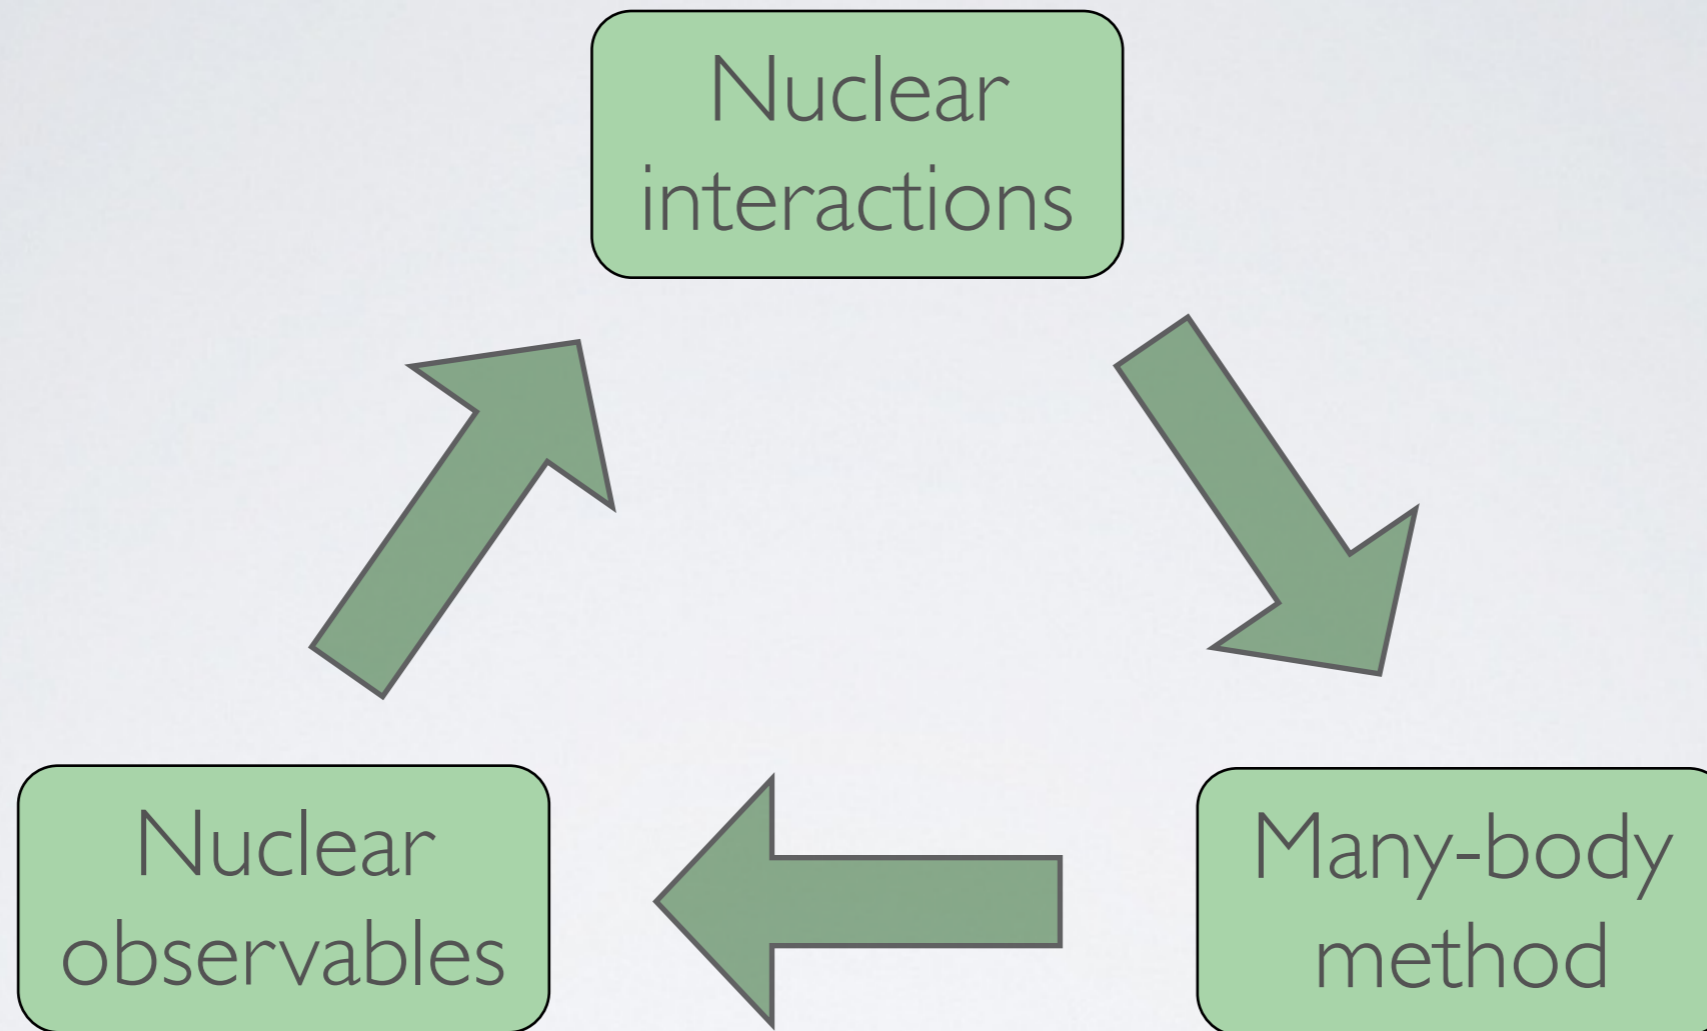 Nuclear
interactions
Nuclear
observables
Many-body
method